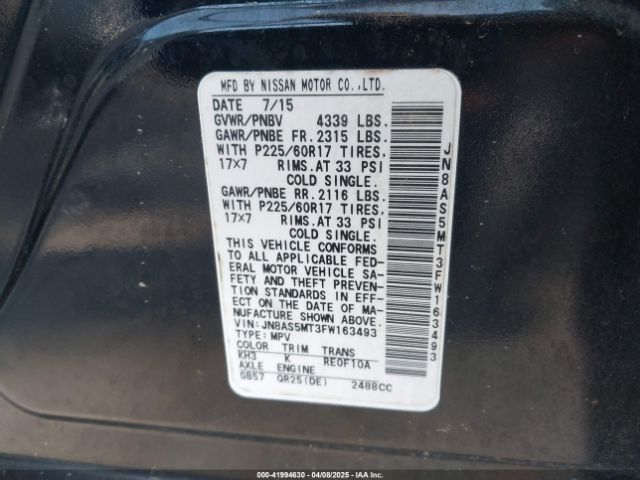 MFD BY NISSAN MOTOR CO.,LTD.
DATE 7/15
GVWR/PNBV 4339 LBS.
GAWR/PNBE FR. 2315 LBS.
WITH P225/60R17 TIRES,
17x7 RIMS. AT 33 PSI
COLD SINGLE.
GAWR/PNBE RR. 2116 LBS.
WITH P225/60R17 TIRES,
17x7 RIMS. AT 33 PSI
COLD SINGLE.
THIS VEHICLE CONFORMS
TO ALL APPLICABLE FED-
ERAL MOTOR VEHICLE SA-
FETY AND THEFT PREVEN-
TION STANDARDS IN EFF-
ECT ON THE DATE OF MA-
NUFACTURE SHOWN ABOVE.
VIN: JN8AS5MT3FW163493
TYPE: MPV
COLOR TRIM TRANS
KH3 K RE0F10A
AXLE ENGINE
GB57 QR25(DE) 2488CC
JN8AS5MT3FW163493
000-41994630 - 04/08/2025 - IAA Inc.